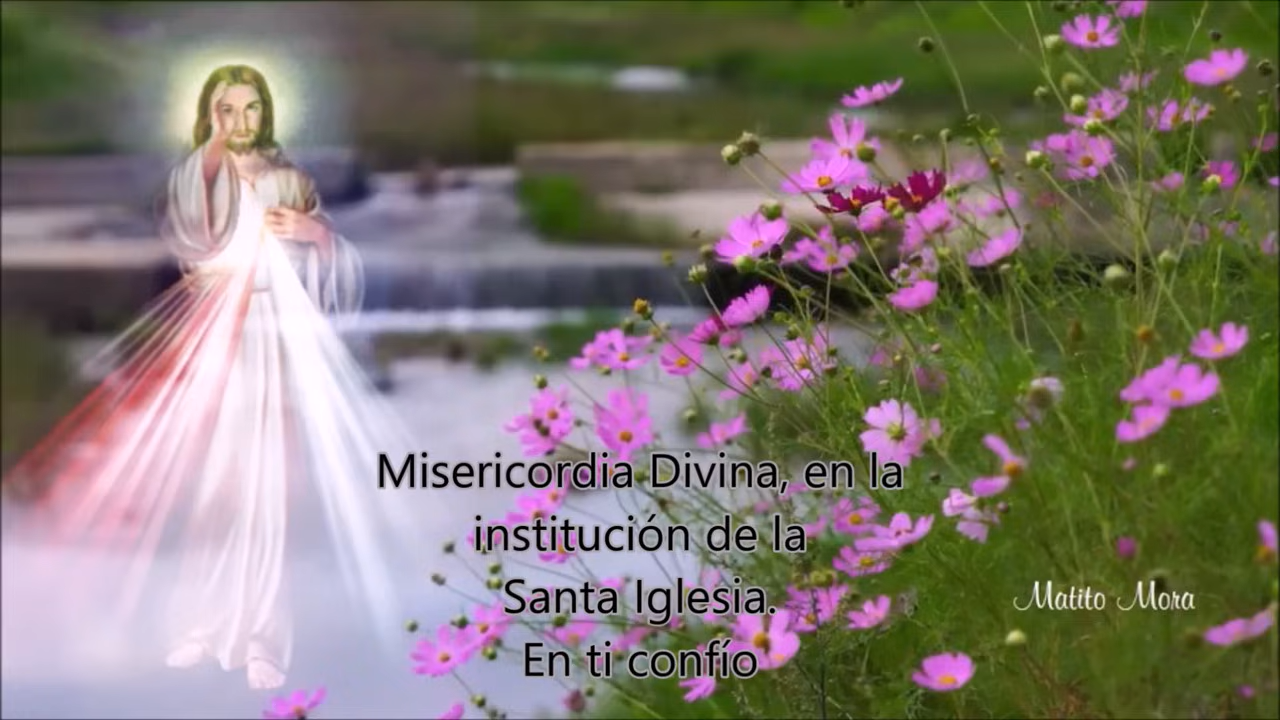 Misericordia Divina, en la
institución de la
Santa Iglesia.
En ti confío
Matito Mora